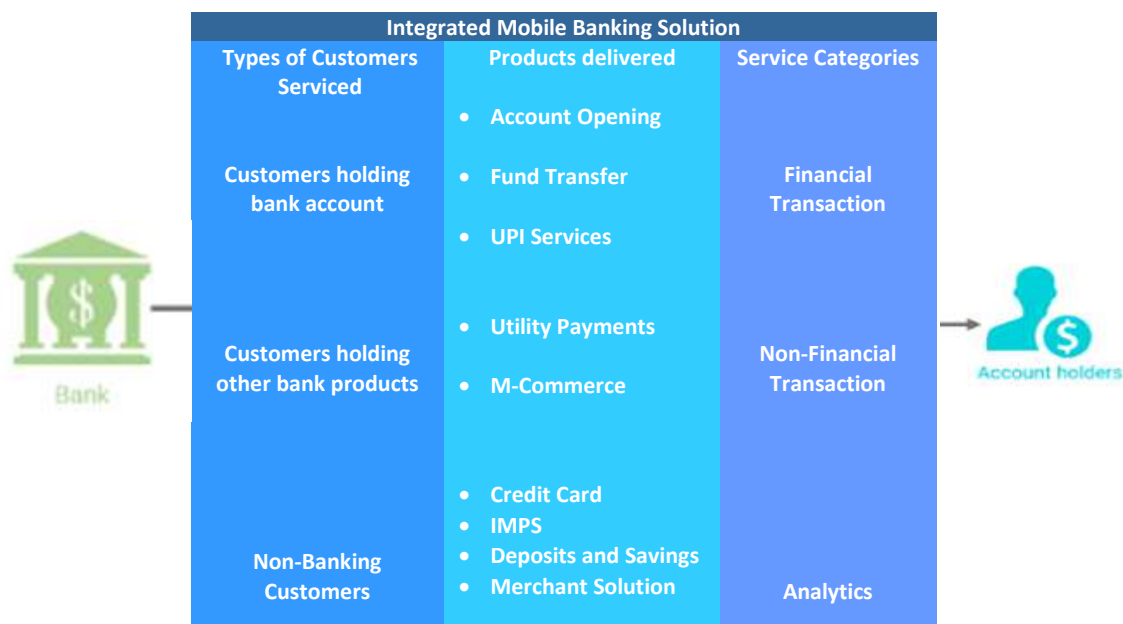 Integrated Mobile Banking Solution
Types of Customers
Serviced
Products delivered
Service Categories
• Account Opening
Customers holding
bank account
• Fund Transfer
Financial
Transaction
• UPI Services
Bank
Customers holding
other bank products
• Utility Payments
• M-Commerce
Non-Financial
Transaction
Account holders
• Credit Card
• IMPS
• Deposits and Savings
• Merchant Solution
Non-Banking
Customers
Analytics